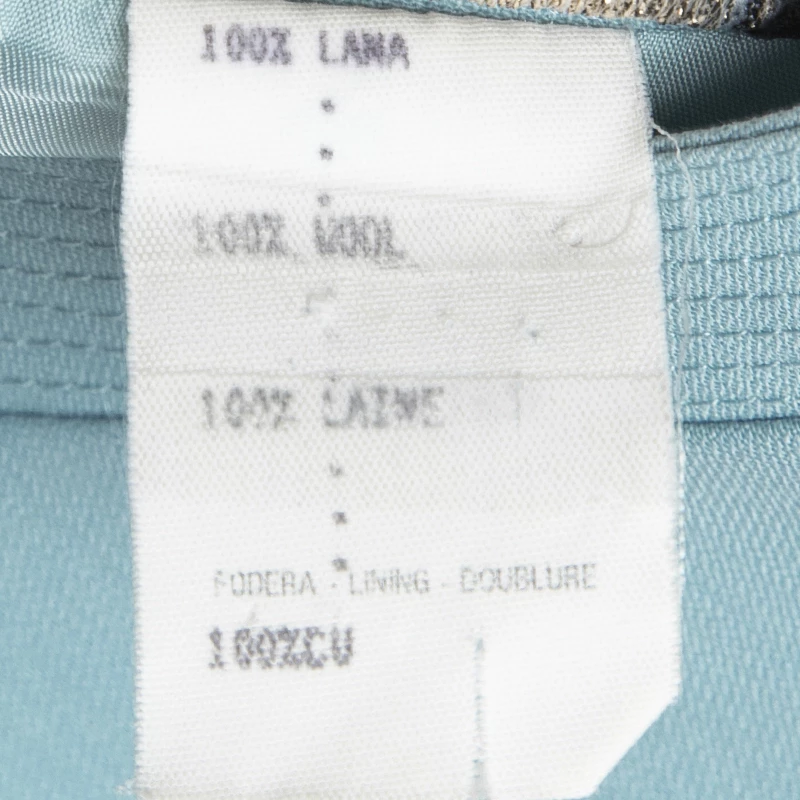 100% LANA
100% WOOL
100% LAINE
FODERA - LINING - DOUBLURE
100%CU